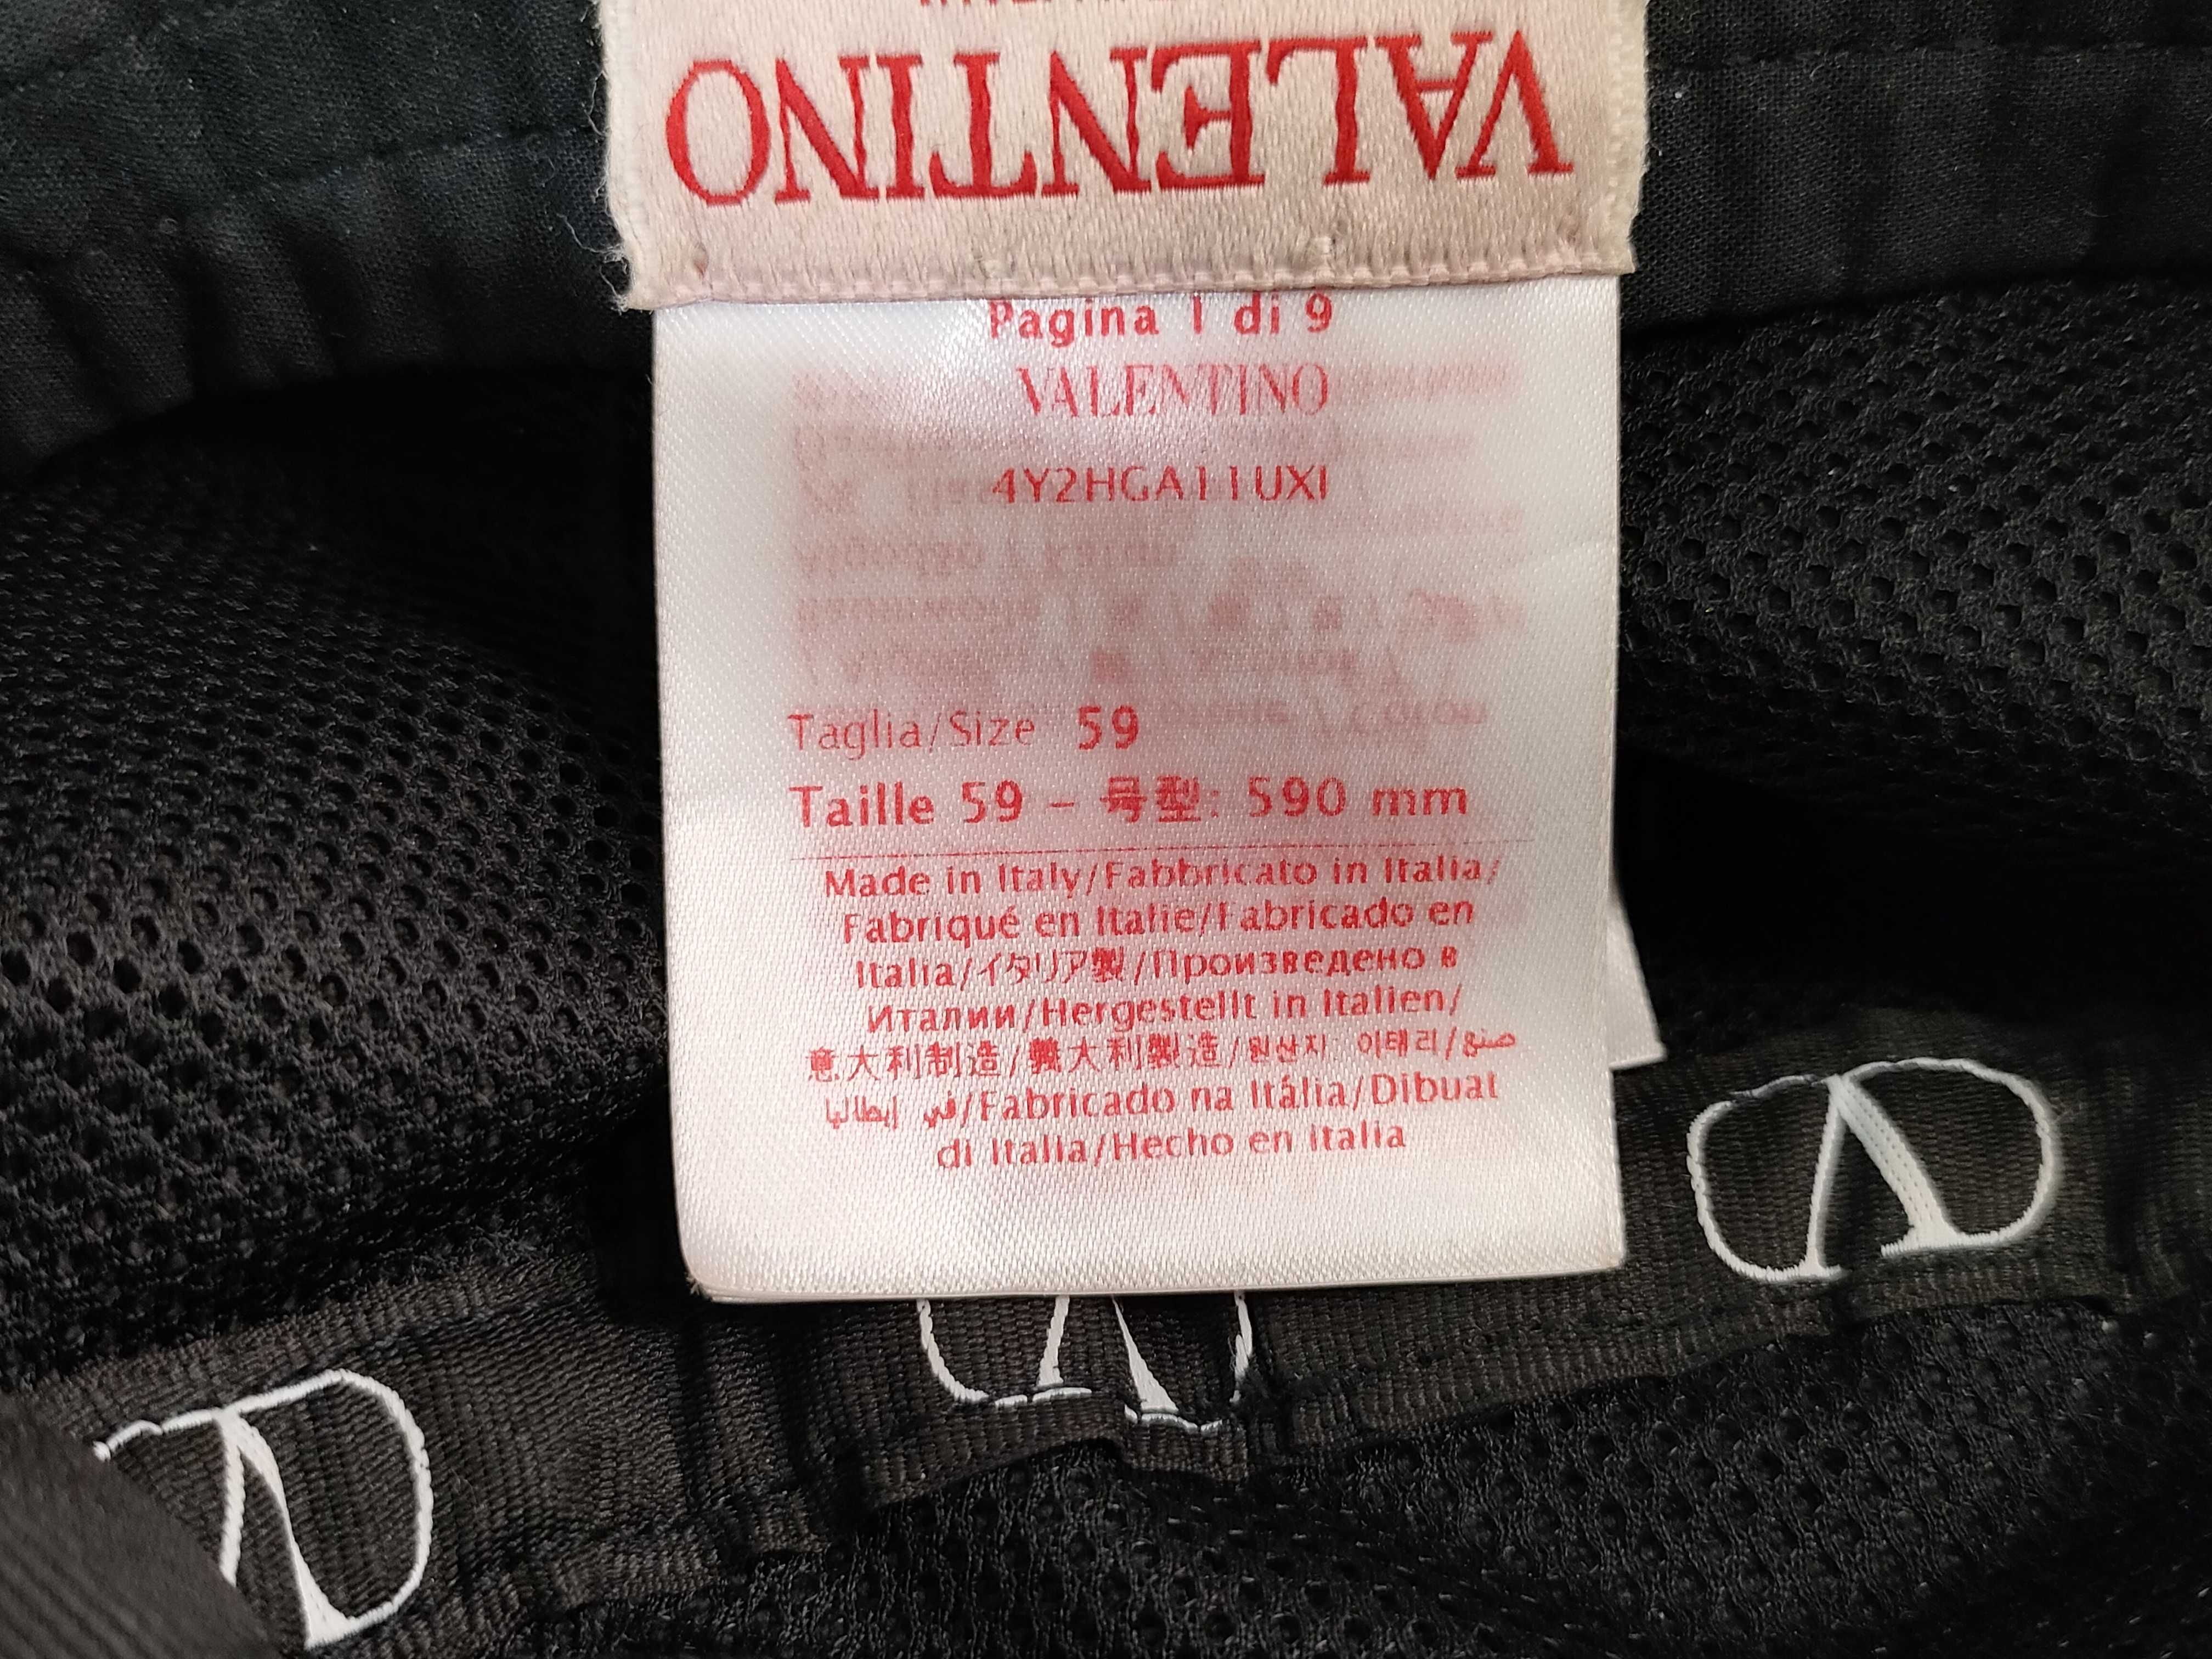 VALENTINO
Pagina 1 di 9
VALENTINO
4Y2HGA11UXI
Taglia/Size 59
Taille 59 - 号型: 590 mm
Made in Italy/Fabbricato in Italia/
Fabriqué en Italie/Fabricado en
Italia/イタリア製/Произведено в
Италии/Hergestellt in Italien/
意大利制造/義大利製造/원산지: 이태리/صنع
في إيطاليا/Fabricado na Itália/Dibuat
di Italia/Hecho en Italia